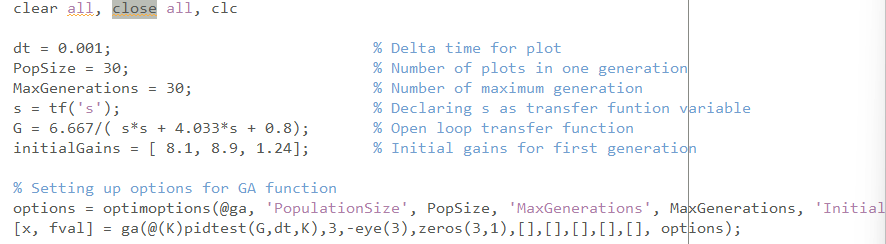 clear all, close all, clc
dt = 0.001; % Delta time for plot
PopSize = 30; % Number of plots in one generation
MaxGenerations = 30; % Number of maximum generation
s = tf('s'); % Declaring s as transfer funtion variable
G = 6.667/( s*s + 4.033*s + 0.8); % Open loop transfer function
initialGains = [ 8.1, 8.9, 1.24]; % Initial gains for first generation
% Setting up options for GA function
options = optimoptions(@ga, 'PopulationSize', PopSize, 'MaxGenerations', MaxGenerations, 'Initial
[x, fval] = ga(@(K)pidtest(G,dt,K),3,-eye(3),zeros(3,1),[],[],[],[],[], options);